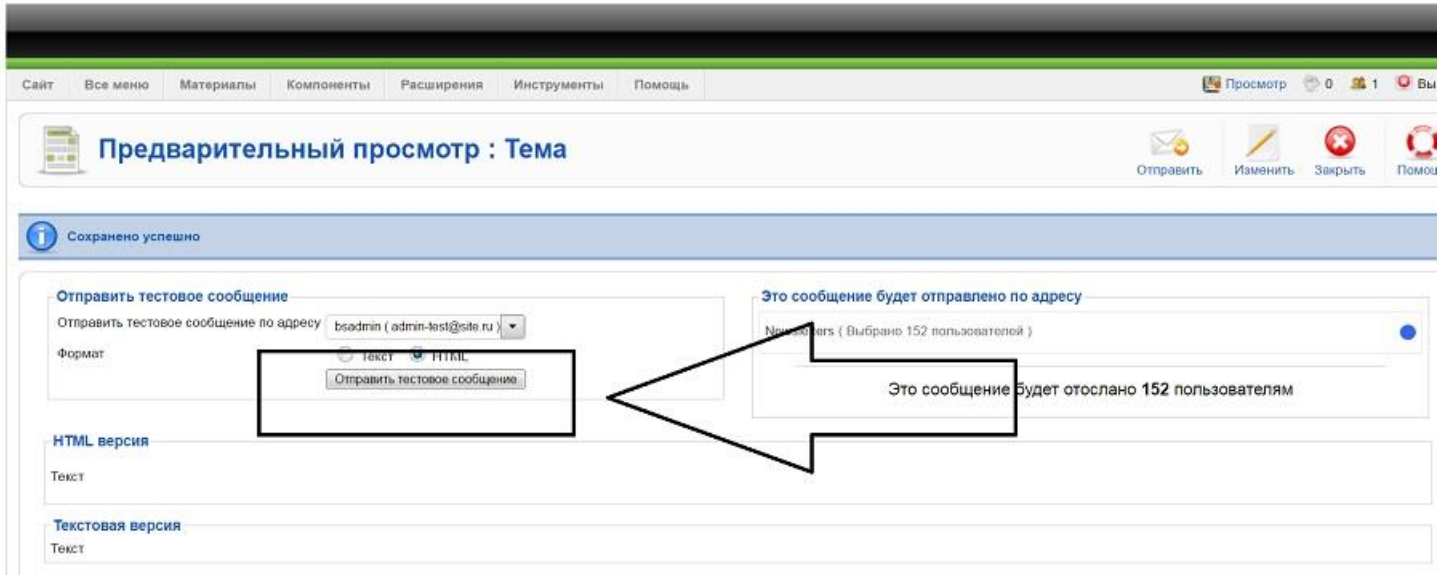 Сайт Все меню Материалы Компоненты Расширения Инструменты Помощь Просмотр 0 1 Вы
Предварительный просмотр : Тема
Отправить Изменить Закрыть Помощ
Сохранено успешно
Отправить тестовое сообщение
Отправить тестовое сообщение по адресу bsadmin ( admin-test@site.ru )
Формат Текст HTML
Отправить тестовое сообщение
Это сообщение будет отправлено по адресу
( Выбрано 152 пользователей )
Это сообщение будет отослано 152 пользователям
HTML версия
Текст
Текстовая версия
Текст